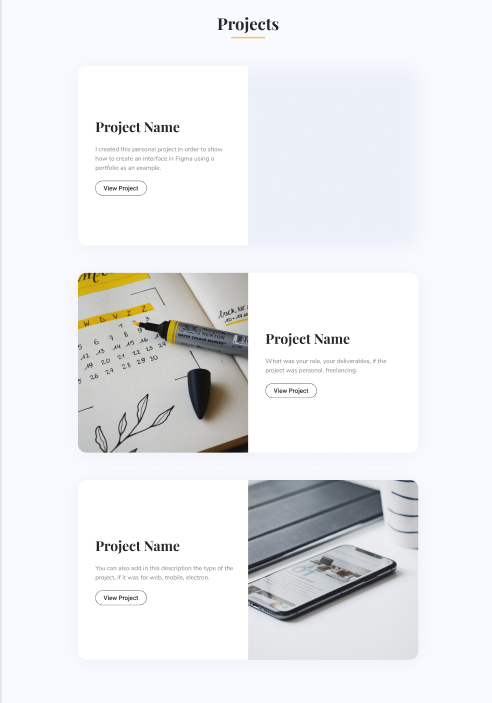 Projects
Project Name
I created this personal project in order to show
how to create an interface in Figma using a
portfolio as an example.
View Project
W D V Z Z
Project Name
What was your role, your deliverables, if the
project was personal, freelancing.
View Project
Project Name
You can also add in this description the type of the
project, if it was for web, mobile, electron.
View Project